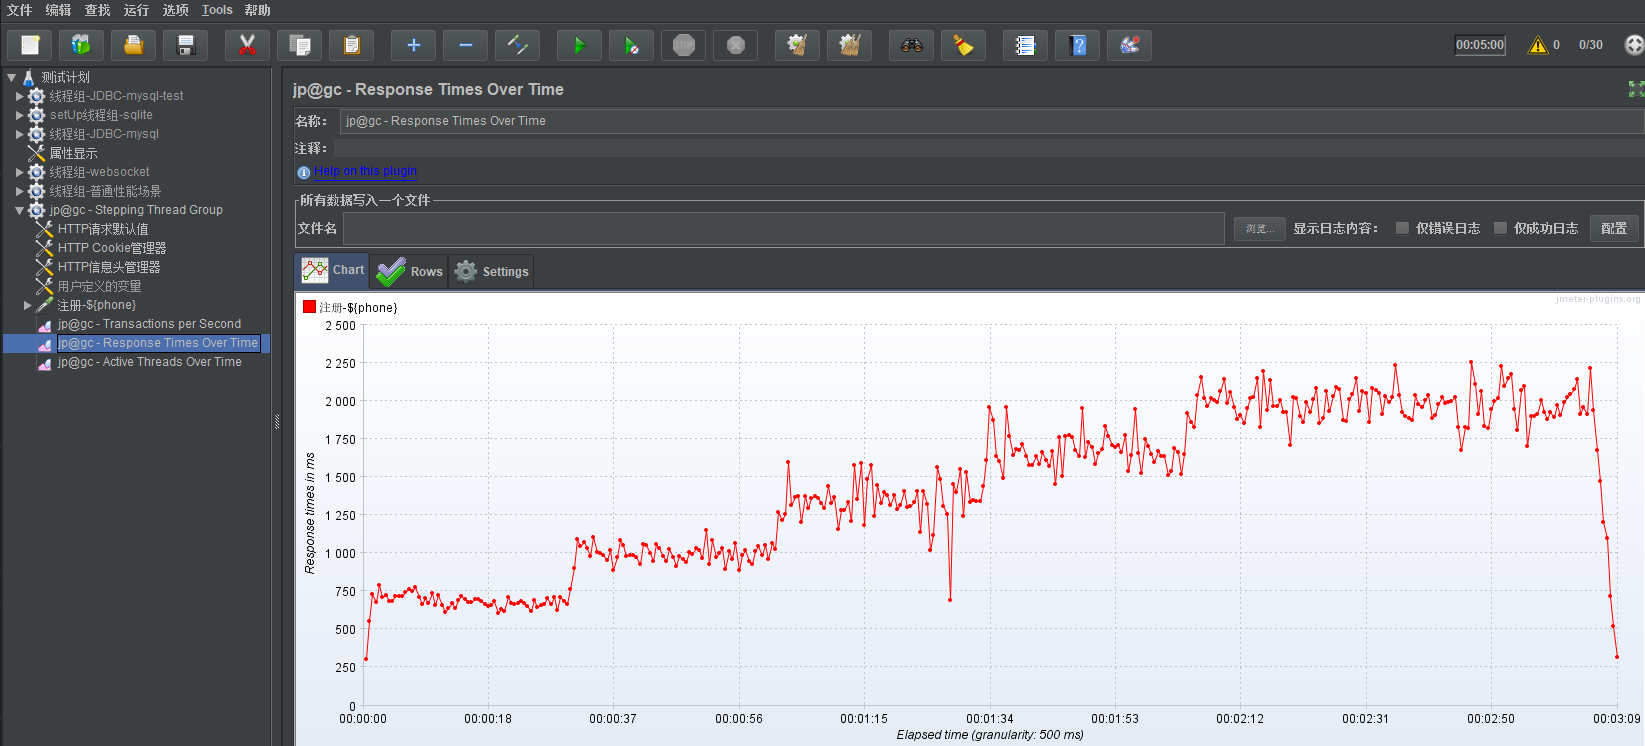 文件 编辑 查找 运行 选项 Tools 帮助
STOP
00:05:00 0 0/30
测试计划
线程组-JDBC-mysql-test
setUp线程组-sqlite
线程组-JDBC-mysql
属性显示
线程组-websocket
线程组-普通性能场景
jp@gc - Stepping Thread Group
HTTP请求默认值
HTTP Cookie管理器
HTTP信息头管理器
用户定义的变量
注册-${phone}
jp@gc - Transactions per Second
jp@gc - Response Times Over Time
jp@gc - Active Threads Over Time
jp@gc - Response Times Over Time
名称: jp@gc - Response Times Over Time
注释:
Help on this plugin
所有数据写入一个文件
文件名 浏览... 显示日志内容: 仅错误日志 仅成功日志 配置
Chart Rows Settings
jmeter-plugins.org
注册-${phone}
2 500
2 250
2 000
1 750
1 500
1 250
1 000
750
500
250
0
Response times in ms
00:00:00 00:00:18 00:00:37 00:00:56 00:01:15 00:01:34 00:01:53 00:02:12 00:02:31 00:02:50 00:03:09
Elapsed time (granularity: 500 ms)